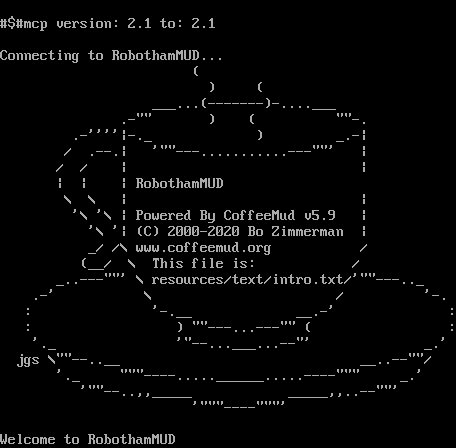 #$#mcp version: 2.1 to: 2.1
Connecting to RobothamMUD...
RobothamMUD
Powered By CoffeeMud v5.9
(C) 2000-2020 Bo Zimmerman
www.coffeemud.org
This file is:
resources/text/intro.txt/
jgs
Welcome to RobothamMUD